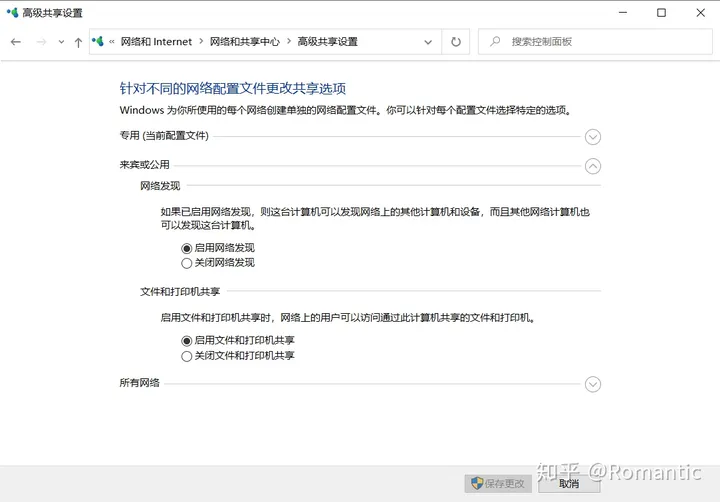 高级共享设置
« 网络和 Internet › 网络和共享中心 › 高级共享设置
搜索控制面板
针对不同的网络配置文件更改共享选项
Windows 为你所使用的每个网络创建单独的网络配置文件。你可以针对每个配置文件选择特定的选项。
专用 (当前配置文件)
来宾或公用
网络发现
如果已启用网络发现，则这台计算机可以发现网络上的其他计算机和设备，而且其他网络计算机也
可以发现这台计算机。
启用网络发现
关闭网络发现
文件和打印机共享
启用文件和打印机共享时，网络上的用户可以访问通过此计算机共享的文件和打印机。
启用文件和打印机共享
关闭文件和打印机共享
所有网络
保存更改
取消
知乎 @Romantic